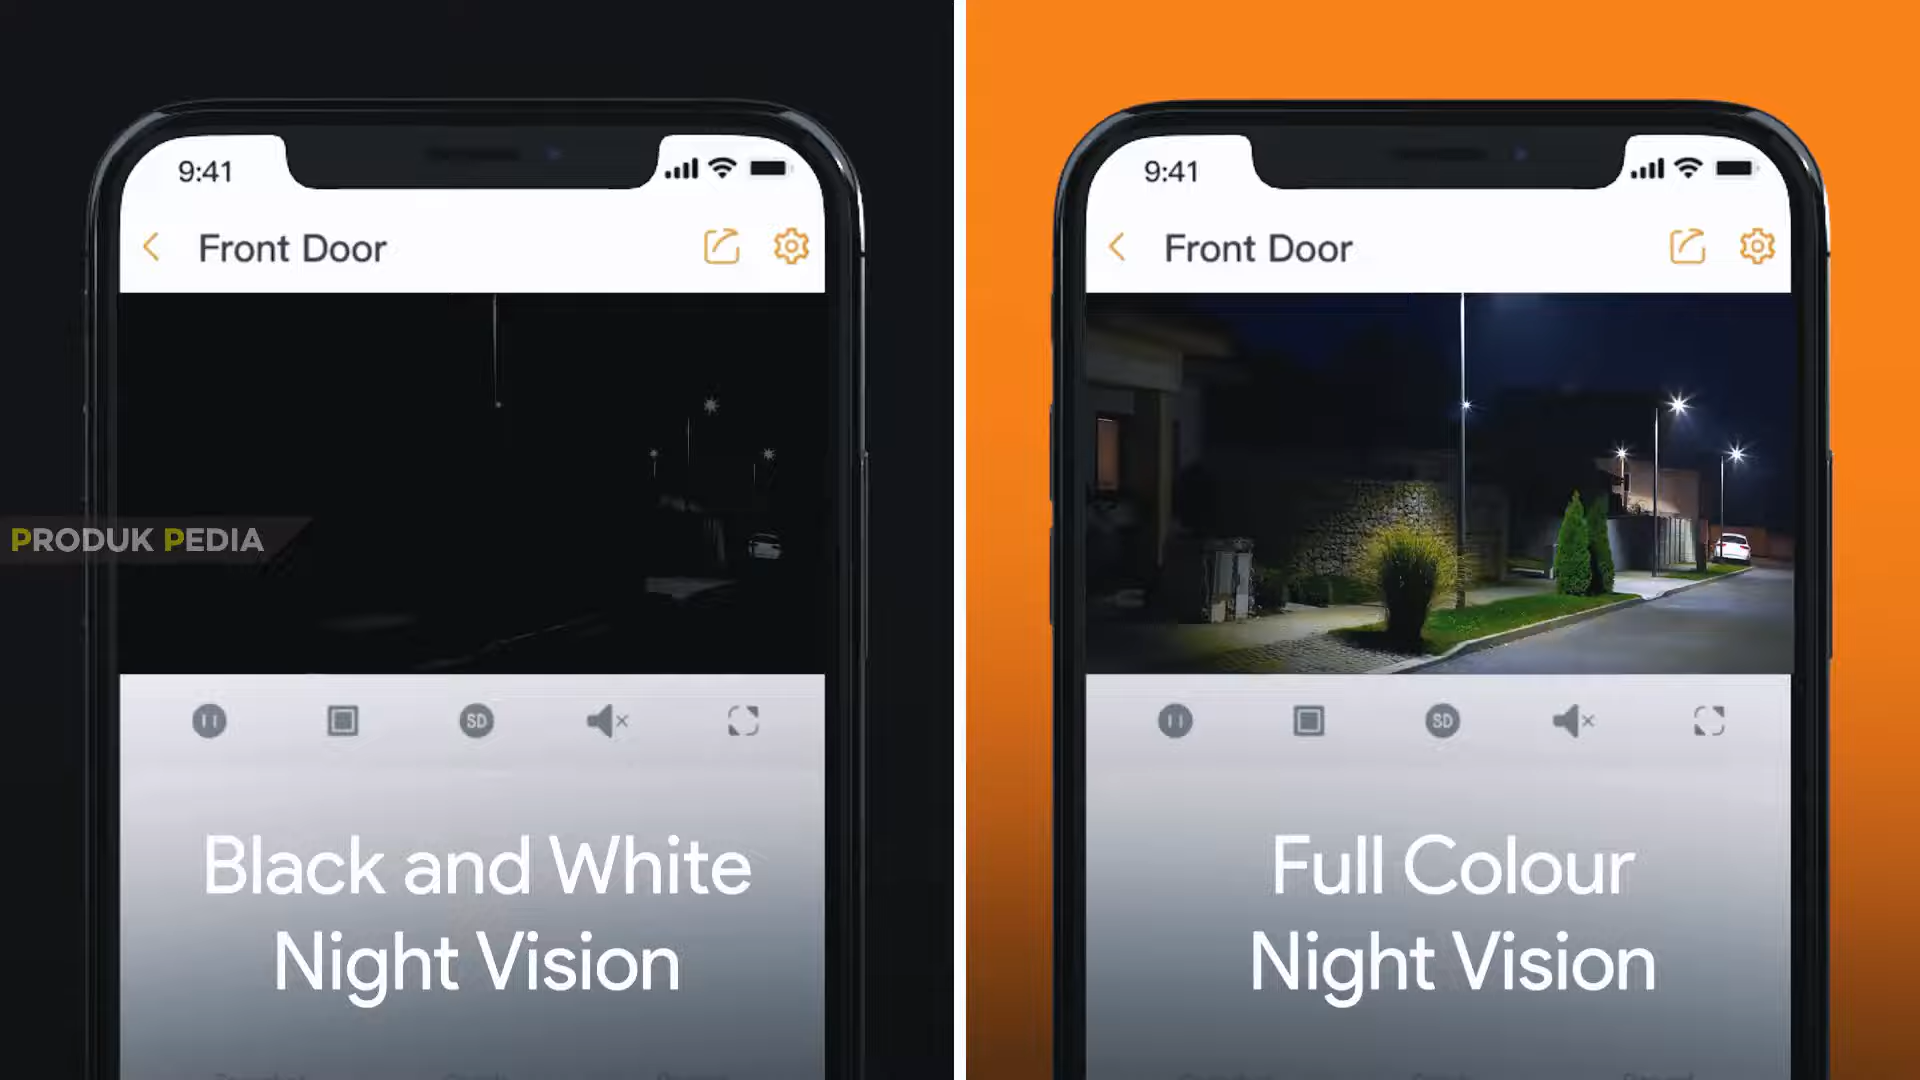 9:41
Front Door
SD
Black and White
Night Vision
PRODUK PEDIA
9:41
Front Door
SD
Full Colour
Night Vision